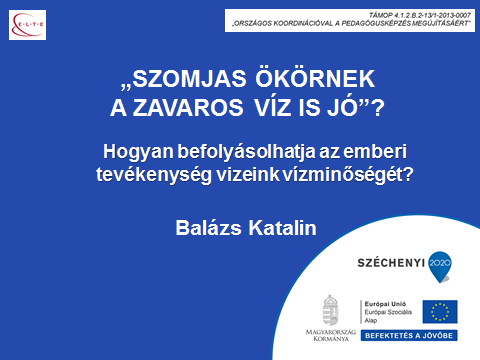 ELTE
TÁMOP 4.1.2.B.2-13/1-2013-0007
„ORSZÁGOS KOORDINÁCIÓVAL A PEDAGÓGUSKÉPZÉS MEGÚJÍTÁSÁÉRT”
„SZOMJAS ÖKÖRNEK
A ZAVAROS VÍZ IS JÓ”?
Hogyan befolyásolhatja az emberi
tevékenység vizeink vízminőségét?
Balázs Katalin
SZÉCHENYI 2020
MAGYARORSZÁG
KORMÁNYA
Európai Unió
Európai Szociális
Alap
BEFEKTETÉS A JÖVŐBE